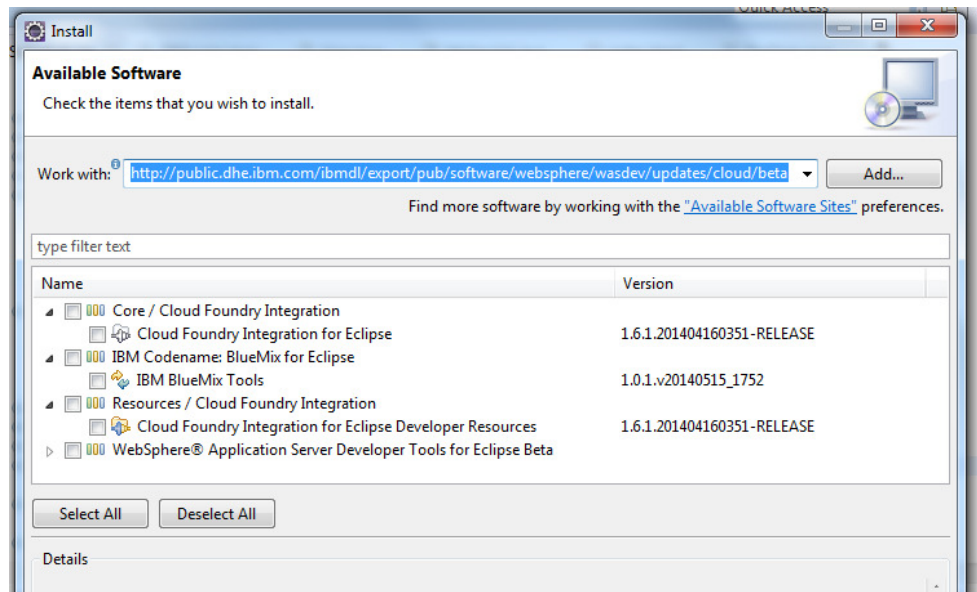 Quick Access
Install
Available Software
Check the items that you wish to install.
Work with: http://public.dhe.ibm.com/ibmdl/export/pub/software/websphere/wasdev/updates/cloud/beta Add...
Find more software by working with the "Available Software Sites" preferences.
type filter text
Name Version
Core / Cloud Foundry Integration
Cloud Foundry Integration for Eclipse 1.6.1.201404160351-RELEASE
IBM Codename: BlueMix for Eclipse
IBM BlueMix Tools 1.0.1.v20140515_1752
Resources / Cloud Foundry Integration
Cloud Foundry Integration for Eclipse Developer Resources 1.6.1.201404160351-RELEASE
WebSphere® Application Server Developer Tools for Eclipse Beta
Select All Deselect All
Details